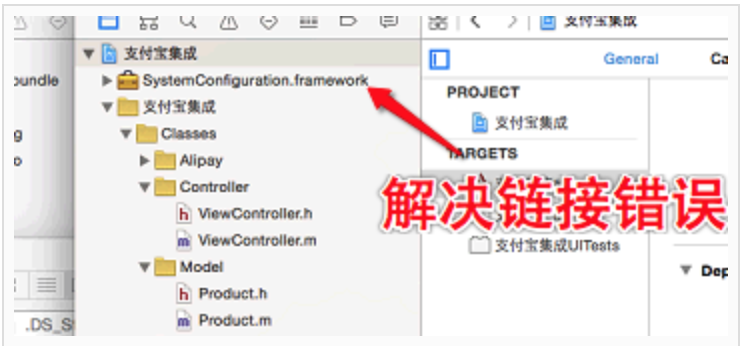 支付宝集成
oundle
支付宝集成
General
Ca
SystemConfiguration.framework
PROJECT
支付宝集成
支付宝集成
g
Classes
TARGETS
o
Alipay
Controller
解决链接错误
h ViewController.h
m ViewController.m
支付宝集成UITests
Model
Dep
h Product.h
m Product.m
.DS_S